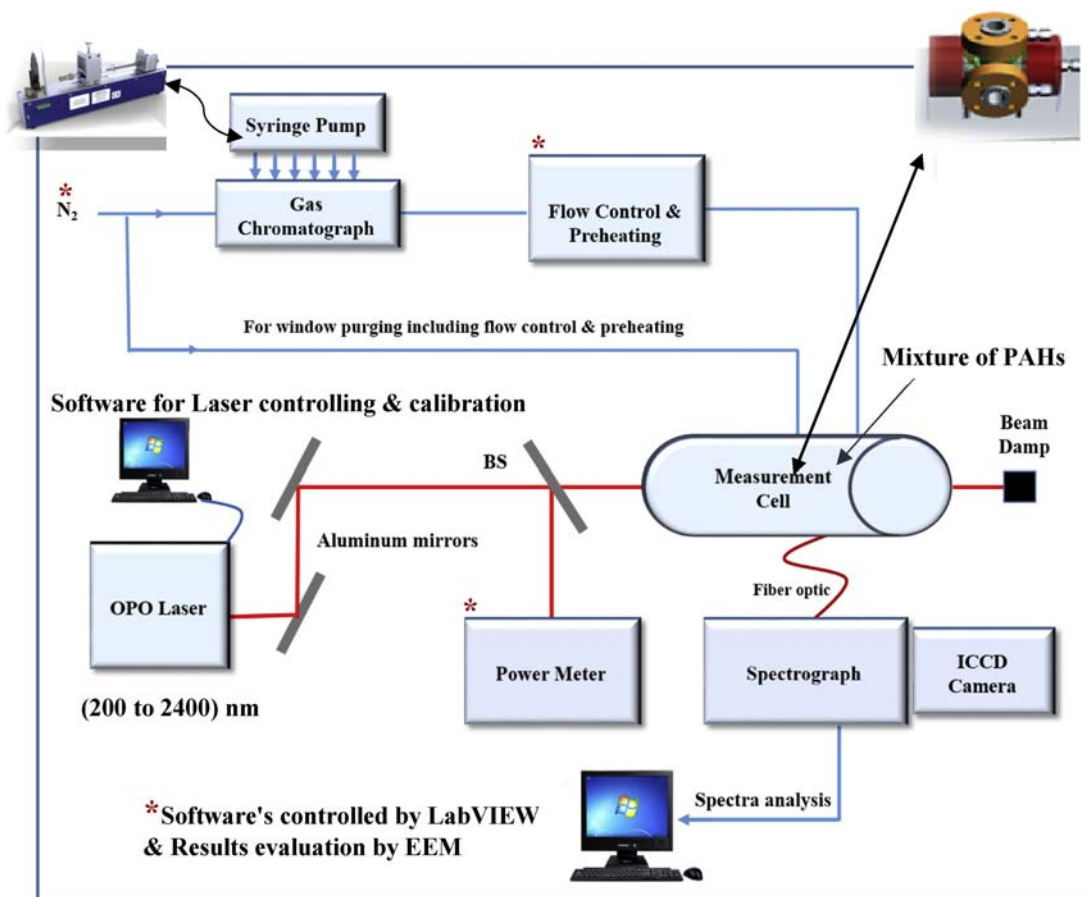 Syringe Pump
*
*
N₂
Gas
Chromatograph
Flow Control &
Preheating
For window purging including flow control & preheating
Mixture of PAHs
Software for Laser controlling & calibration
Beam
Damp
BS
Measurement
Cell
Aluminum mirrors
OPO Laser
Fiber optic
*
Power Meter
Spectrograph
ICCD
Camera
(200 to 2400) nm
Spectra analysis
*Software's controlled by LabVIEW
& Results evaluation by EEM